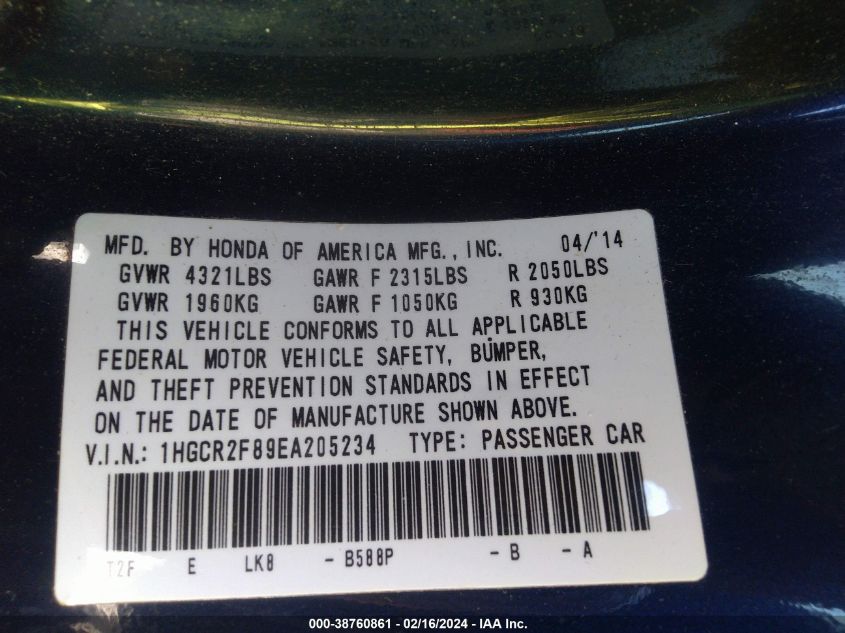 MFD. BY HONDA OF AMERICA MFG., INC. 04/'14
GVWR 4321LBS GAWR F 2315LBS R 2050LBS
GVWR 1960KG GAWR F 1050KG R 930KG
THIS VEHICLE CONFORMS TO ALL APPLICABLE
FEDERAL MOTOR VEHICLE SAFETY, BUMPER,
AND THEFT PREVENTION STANDARDS IN EFFECT
ON THE DATE OF MANUFACTURE SHOWN ABOVE.
V.I.N.: 1HGCR2F89EA205234 TYPE: PASSENGER CAR
T2F E LK8 - B588P - B - A
000-38760861 - 02/16/2024 - IAA Inc.